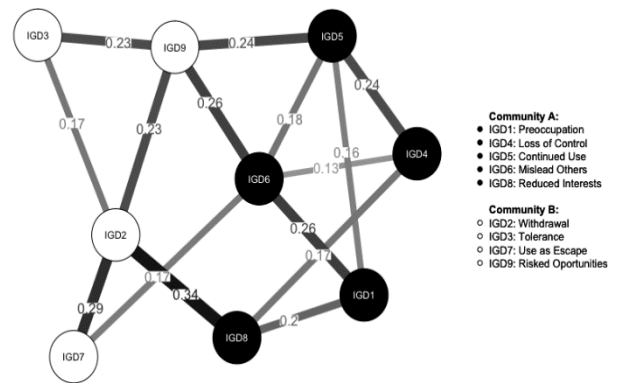 IGD3
0.23
IGD9
0.24
IGD5
0.24
0.26
0.17
0.23
0.18
0.16
0.13
IGD4
IGD6
IGD2
0.26
0.17
0.17
0.34
0.29
IGD1
0.2
IGD8
IGD7
Community A:
IGD1: Preoccupation
IGD4: Loss of Control
IGD5: Continued Use
IGD6: Mislead Others
IGD8: Reduced Interests
Community B:
IGD2: Withdrawal
IGD3: Tolerance
IGD7: Use as Escape
IGD9: Risked Oportunities